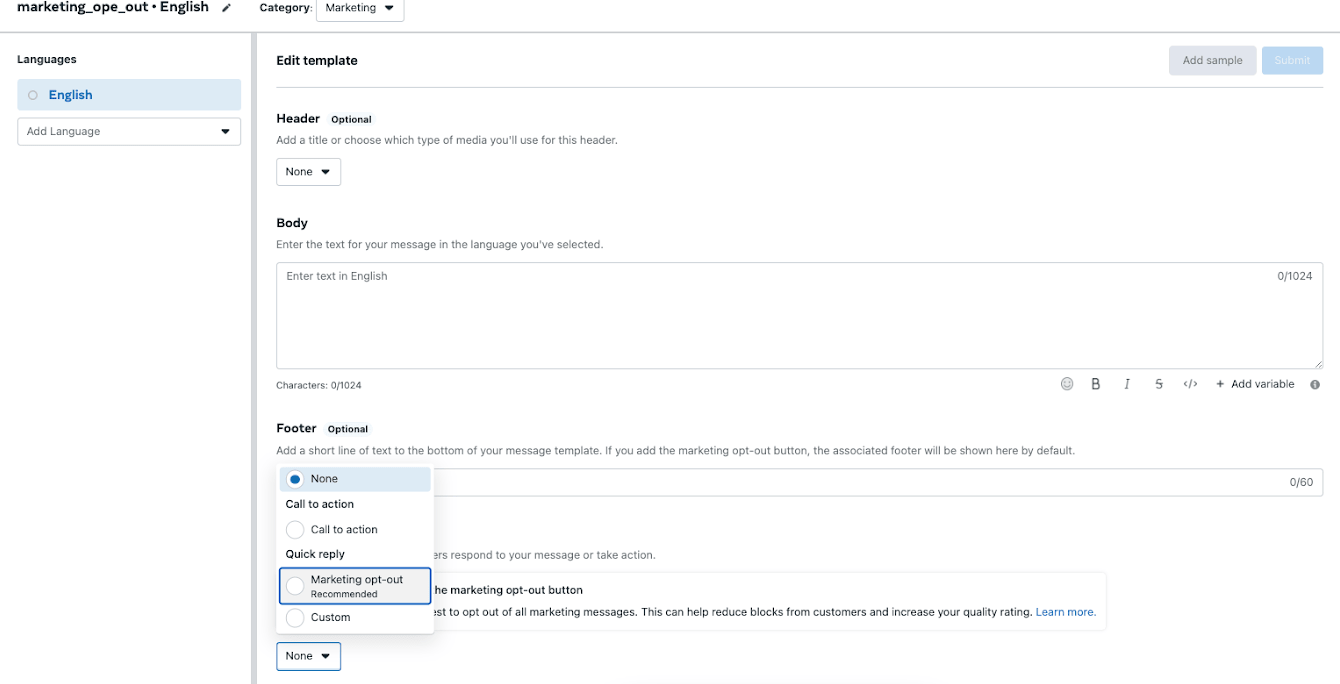 marketing_ope_out • English
Category: Marketing
Languages
English
Add Language
Edit template
Add sample
Submit
Header Optional
Add a title or choose which type of media you'll use for this header.
None
Body
Enter the text for your message in the language you've selected.
Enter text in English
0/1024
Characters: 0/1024
B I S </> + Add variable
Footer Optional
Add a short line of text to the bottom of your message template. If you add the marketing opt-out button, the associated footer will be shown here by default.
0/60
None
Call to action
Call to action
Quick reply
Marketing opt-out
Recommended
Custom
respond to your message or take action.
the marketing opt-out button
to opt out of all marketing messages. This can help reduce blocks from customers and increase your quality rating. Learn more.
None